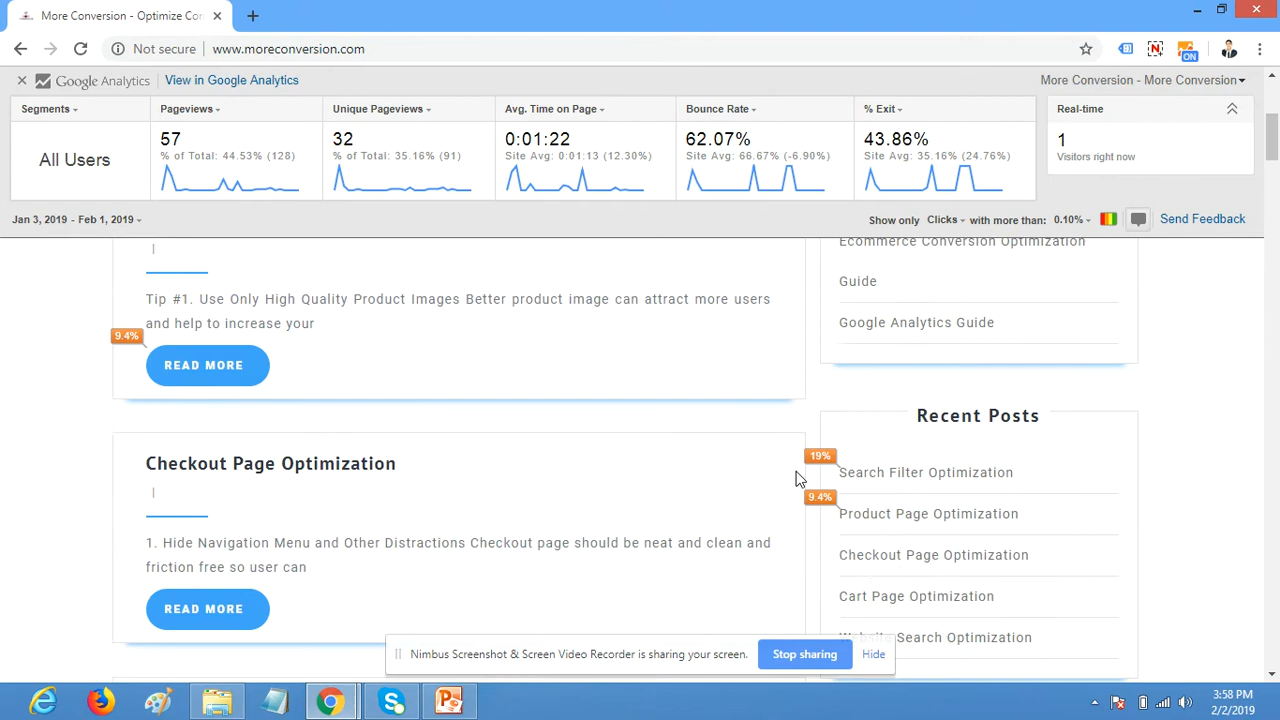 More Conversion - Optimize Con
Not secure
www.moreconversion.com
ON
Google Analytics
View in Google Analytics
More Conversion - More Conversion
Segments
Pageviews
Unique Pageviews
Avg. Time on Page
Bounce Rate
% Exit
Real-time
All Users
57
% of Total: 44.53% (128)
32
% of Total: 35.16% (91)
0:01:22
Site Avg: 0:01:13 (12.30%)
62.07%
Site Avg: 66.67% (-6.90%)
43.86%
Site Avg: 35.16% (24.76%)
1
Visitors right now
Jan 3, 2019 - Feb 1, 2019
Show only Clicks with more than: 0.10%
Send Feedback
Tip #1. Use Only High Quality Product Images Better product image can attract more users
and help to increase your
9.4%
READ MORE
Checkout Page Optimization
1. Hide Navigation Menu and Other Distractions Checkout page should be neat and clean and
friction free so user can
READ MORE
Ecommerce Conversion Optimization
Guide
Google Analytics Guide
Recent Posts
19%
Search Filter Optimization
9.4%
Product Page Optimization
Checkout Page Optimization
Cart Page Optimization
Website Search Optimization
Nimbus Screenshot & Screen Video Recorder is sharing your screen.
Stop sharing
Hide
3:58 PM
2/2/2019